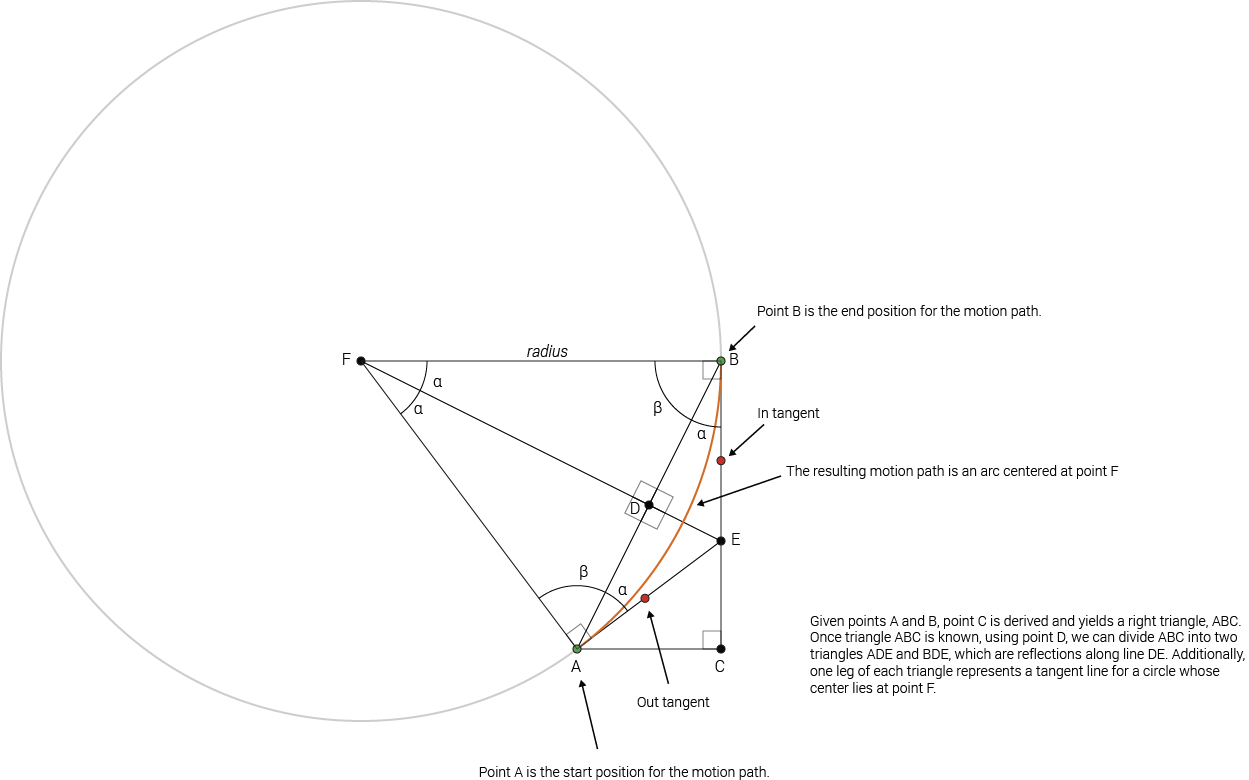 Point B is the end position for the motion path.
radius
F
B
α
α
β
In tangent
α
The resulting motion path is an arc centered at point F
D
E
β
α
Given points A and B, point C is derived and yields a right triangle, ABC.
Once triangle ABC is known, using point D, we can divide ABC into two
triangles ADE and BDE, which are reflections along line DE. Additionally,
one leg of each triangle represents a tangent line for a circle whose
center lies at point F.
A
C
Out tangent
Point A is the start position for the motion path.